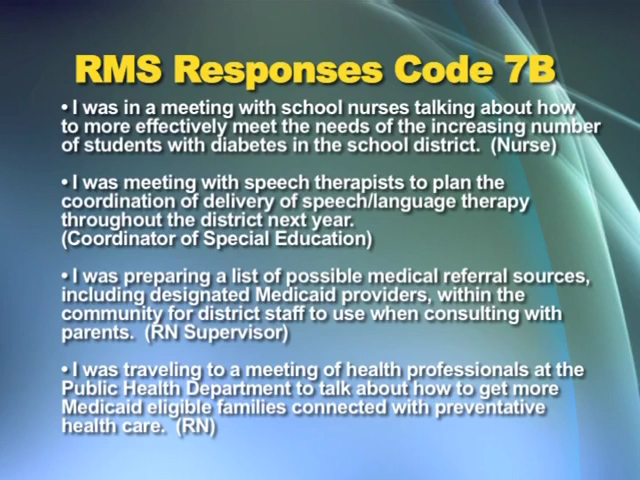 RMS Responses Code 7B
• I was in a meeting with school nurses talking about how
to more effectively meet the needs of the increasing number
of students with diabetes in the school district.  (Nurse)
• I was meeting with speech therapists to plan the
coordination of delivery of speech/language therapy
throughout the district next year.
(Coordinator of Special Education)
• I was preparing a list of possible medical referral sources,
including designated Medicaid providers, within the
community for district staff to use when consulting with
parents.  (RN Supervisor)
• I was traveling to a meeting of health professionals at the
Public Health Department to talk about how to get more
Medicaid eligible families connected with preventative
health care.  (RN)